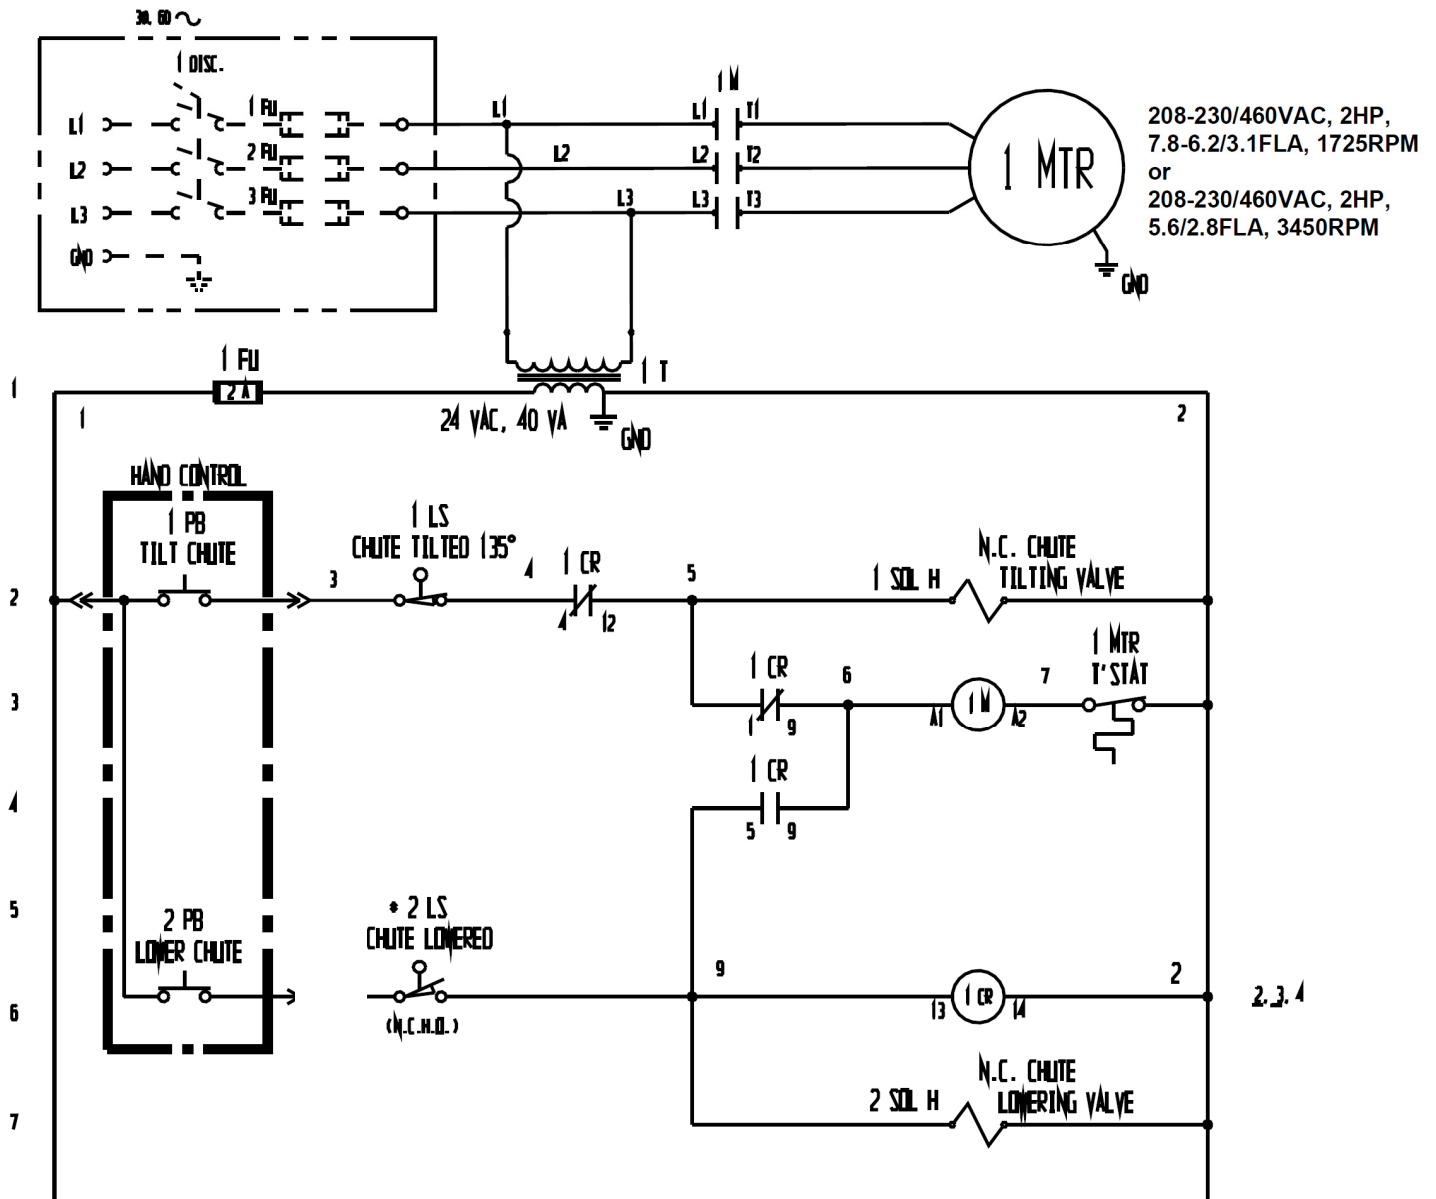 3Ø, 60
1 DISC.
1 FU
L1
2 FU
L2
3 FU
L3
GND
L1
L2
L3
1 M
L1 T1
L2 T2
L3 T3
1 MTR
GND
208-230/460VAC, 2HP,
7.8-6.2/3.1FLA, 1725RPM
or
208-230/460VAC, 2HP,
5.6/2.8FLA, 3450RPM
1 FU
2 A
1 T
1
1
24 VAC, 40 VA
GND
2
HAND CONTROL
1 PB
TILT CHUTE
1 LS
CHUTE TILTED 135°
4
1 CR
N.C. CHUTE
TILTING VALVE
2
3
4 12
5
1 SOL H
1 MTR
T'STAT
3
1 CR
1 9
6
A1
1 M
A2
7
4
1 CR
5 9
5
2 PB
LOWER CHUTE
* 2 LS
CHUTE LOWERED
(N.C.H.O.)
6
9
13
1 CR
14
2
2, 3, 4
7
2 SOL H
N.C. CHUTE
LOWERING VALVE